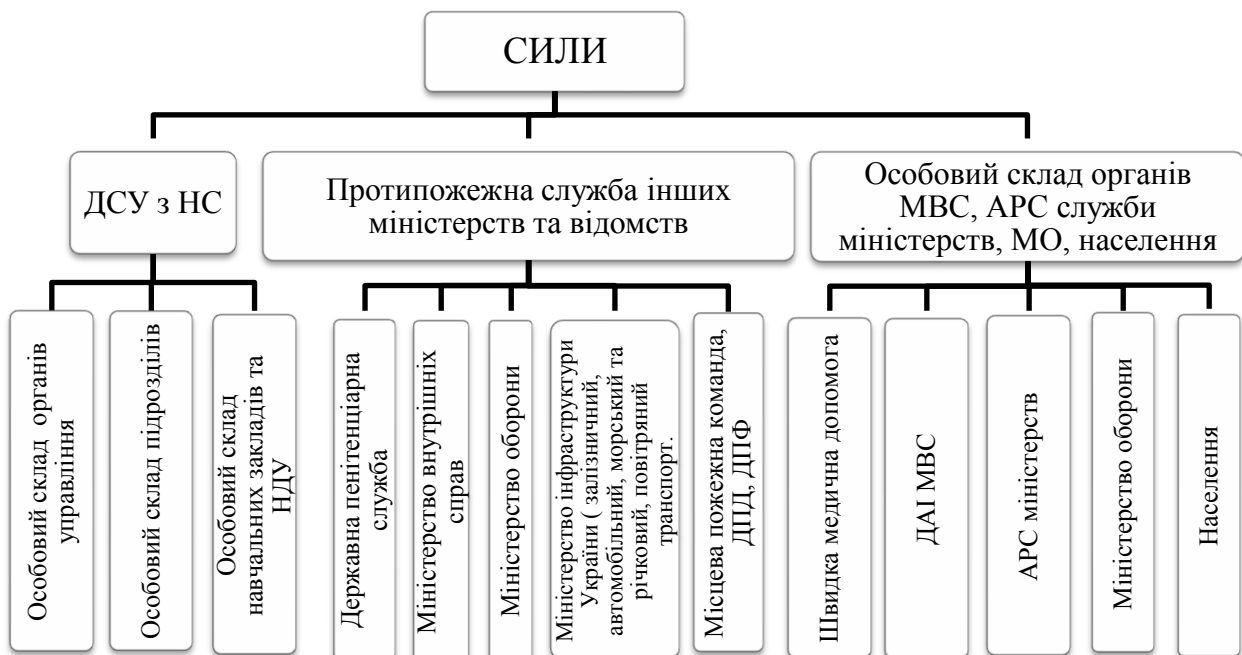 СИЛИ
ДСУ з НС
Протипожежна служба інших
міністерств та відомств
Особовий склад органів
МВС, АРС служби
міністерств, МО, населення
Особовий склад органів
управління
Особовий склад підрозділів
Особовий склад
навчальних закладів та
НДУ
Державна пенітенціарна
служба
Міністерство внутрішніх
справ
Міністерство оборони
Міністерство інфраструктури
України ( залізничний,
автомобільний, морський та
річковий, повітряний
транспорт.
Місцева пожежна команда,
ДПД, ДПФ
Швидка медична допомога
ДАІ МВС
АРС міністерств
Міністерство оборони
Населення